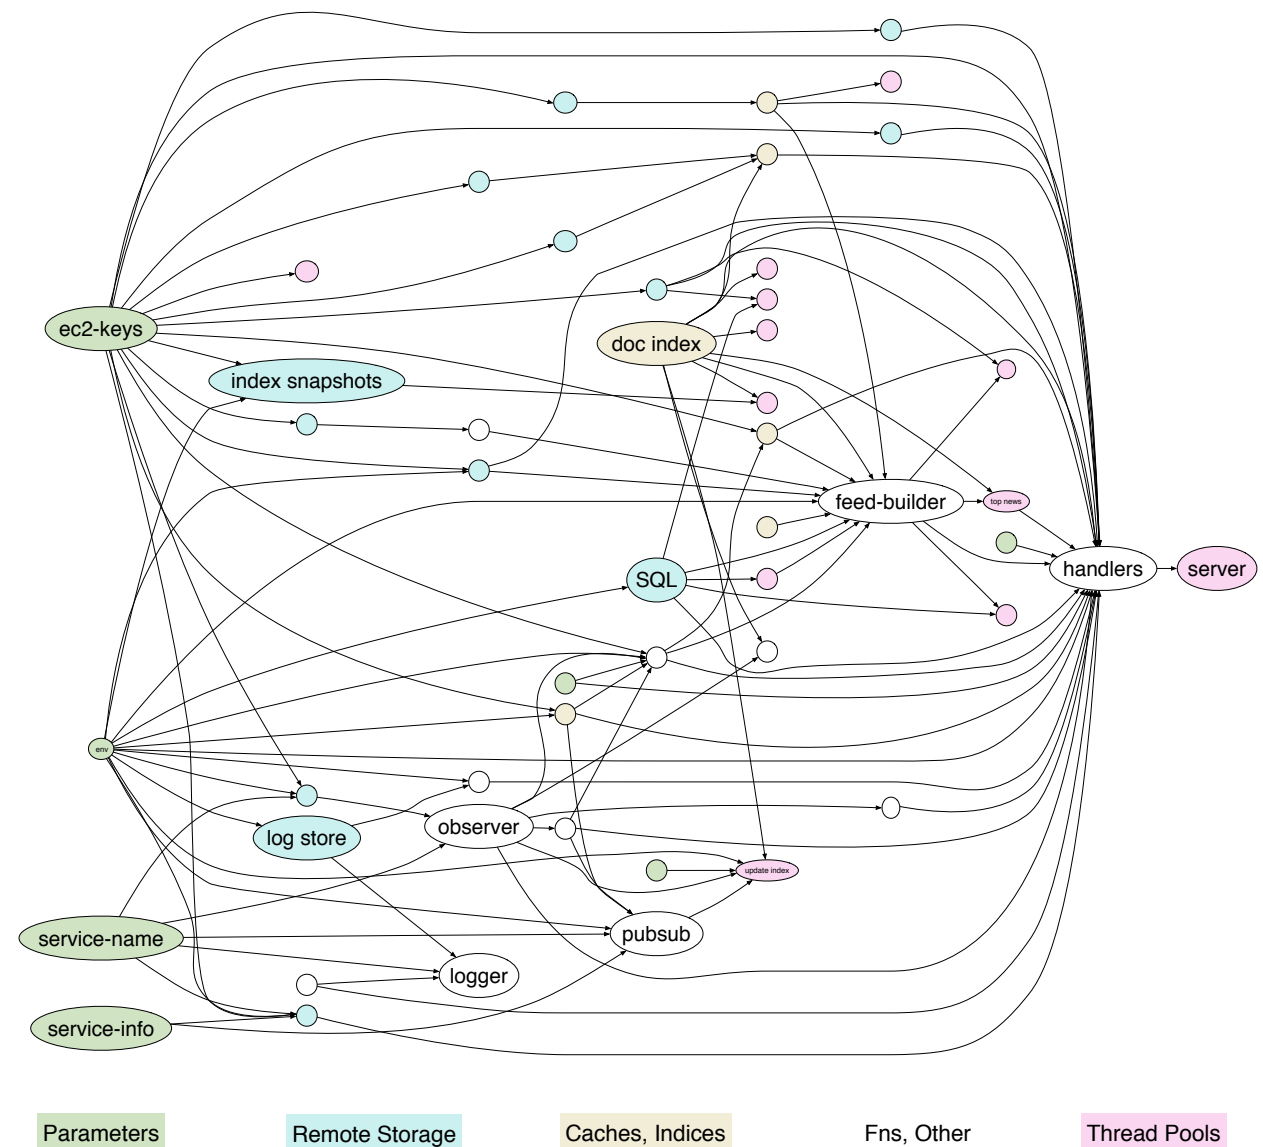 ec2-keys
doc index
index snapshots
feed-builder
top news
handlers
server
SQL
env
log store
observer
update index
service-name
pubsub
logger
service-info
Parameters
Remote Storage
Caches, Indices
Fns, Other
Thread Pools